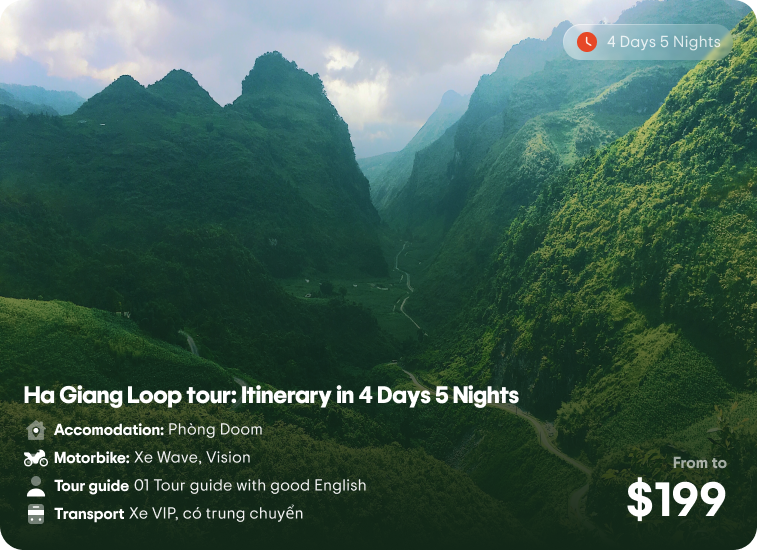 4 Days 5 Nights
Ha Giang Loop tour: Itinerary in 4 Days 5 Nights
Accomodation: Phòng Doom
Motorbike: Xe Wave, Vision
Tour guide 01 Tour guide with good English
Transport Xe VIP, có trung chuyển
From to
$199